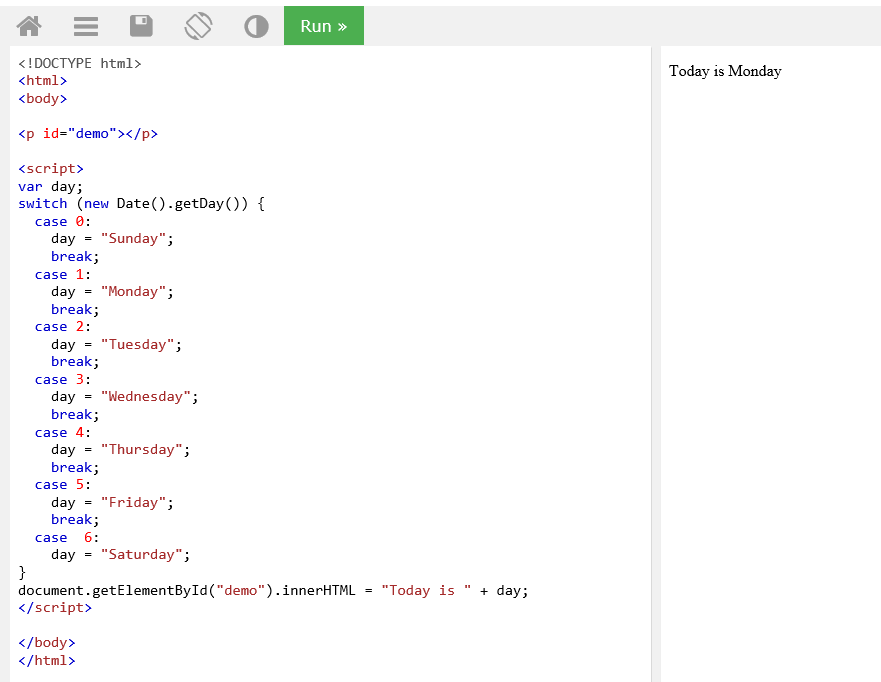 Run »
<!DOCTYPE html>
<html>
<body>

<p id="demo"></p>

<script>
var day;
switch (new Date().getDay()) {
  case 0:
    day = "Sunday";
    break;
  case 1:
    day = "Monday";
    break;
  case 2:
    day = "Tuesday";
    break;
  case 3:
    day = "Wednesday";
    break;
  case 4:
    day = "Thursday";
    break;
  case 5:
    day = "Friday";
    break;
  case  6:
    day = "Saturday";
}
document.getElementById("demo").innerHTML = "Today is " + day;
</script>

</body>
</html>
Today is Monday